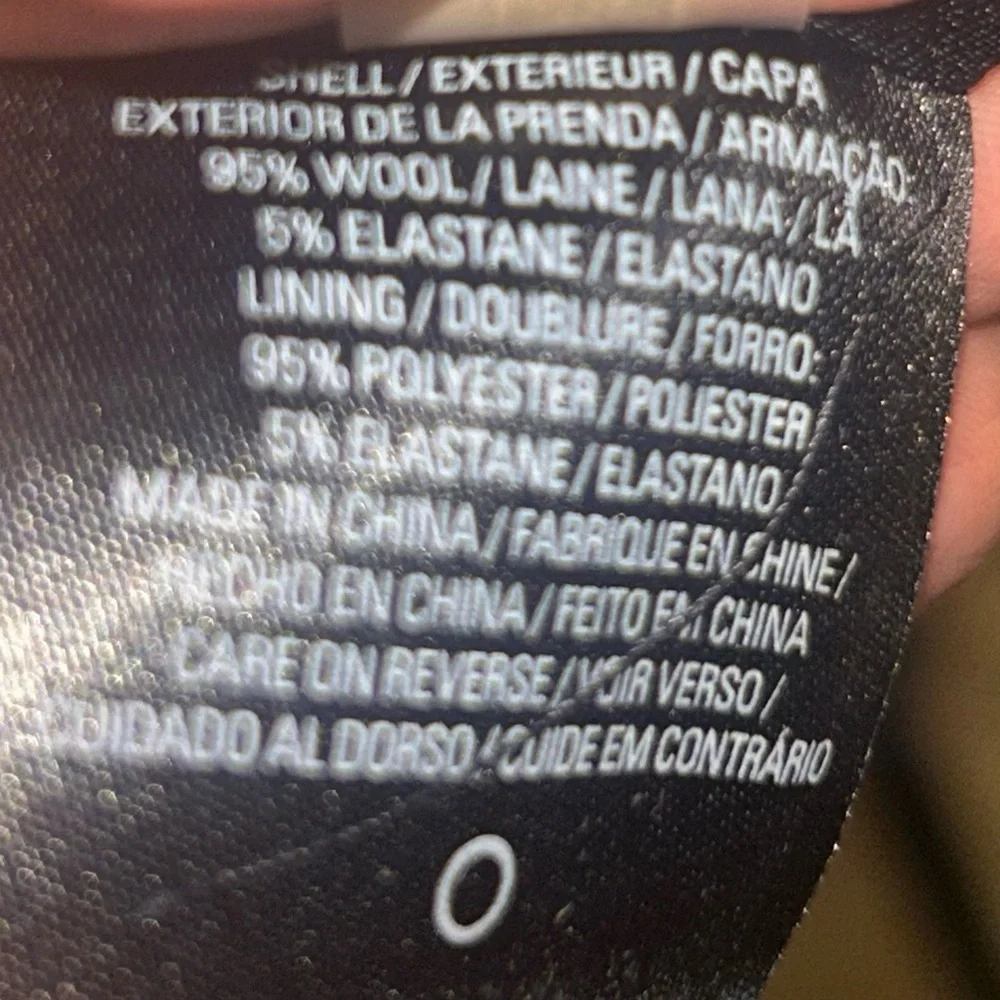 SHELL / EXTERIEUR / CAPA
EXTERIOR DE LA PRENDA / ARMAÇÃO
95% WOOL / LAINE / LANA / LÃ
5% ELASTANE / ELASTANO
LINING / DOUBLURE / FORRO:
95% POLYESTER / POLIESTER
5% ELASTANE / ELASTANO
MADE IN CHINA / FABRIQUE EN CHINE /
HECHO EN CHINA / FEITO EM CHINA
CARE ON REVERSE / VOIR VERSO /
CUIDADO AL DORSO / CUIDE EM CONTRÁRIO
0